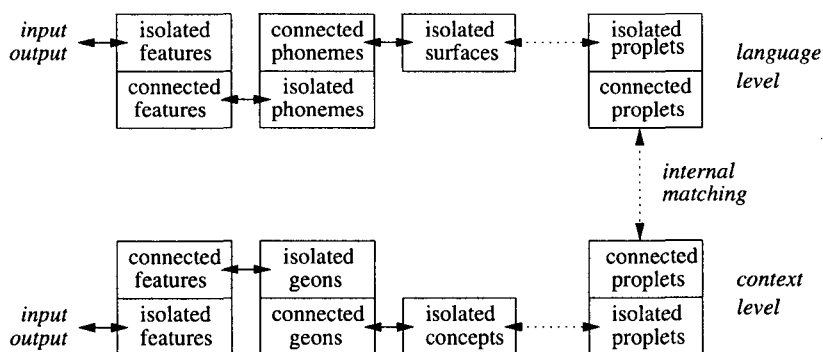 input
output
isolated
features
connected
features
connected
phonemes
isolated
phonemes
isolated
surfaces
isolated
proplets
connected
proplets
language
level
internal
matching
connected
features
isolated
features
isolated
geons
connected
geons
isolated
concepts
connected
proplets
isolated
proplets
context
level
input
output